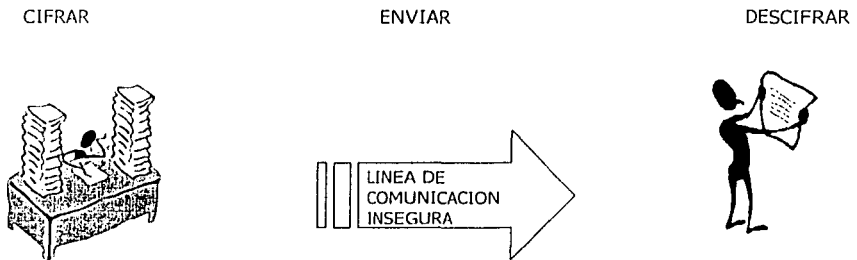 CIFRAR
ENVIAR
DESCIFRAR
LINEA DE
COMUNICACION
INSEGURA